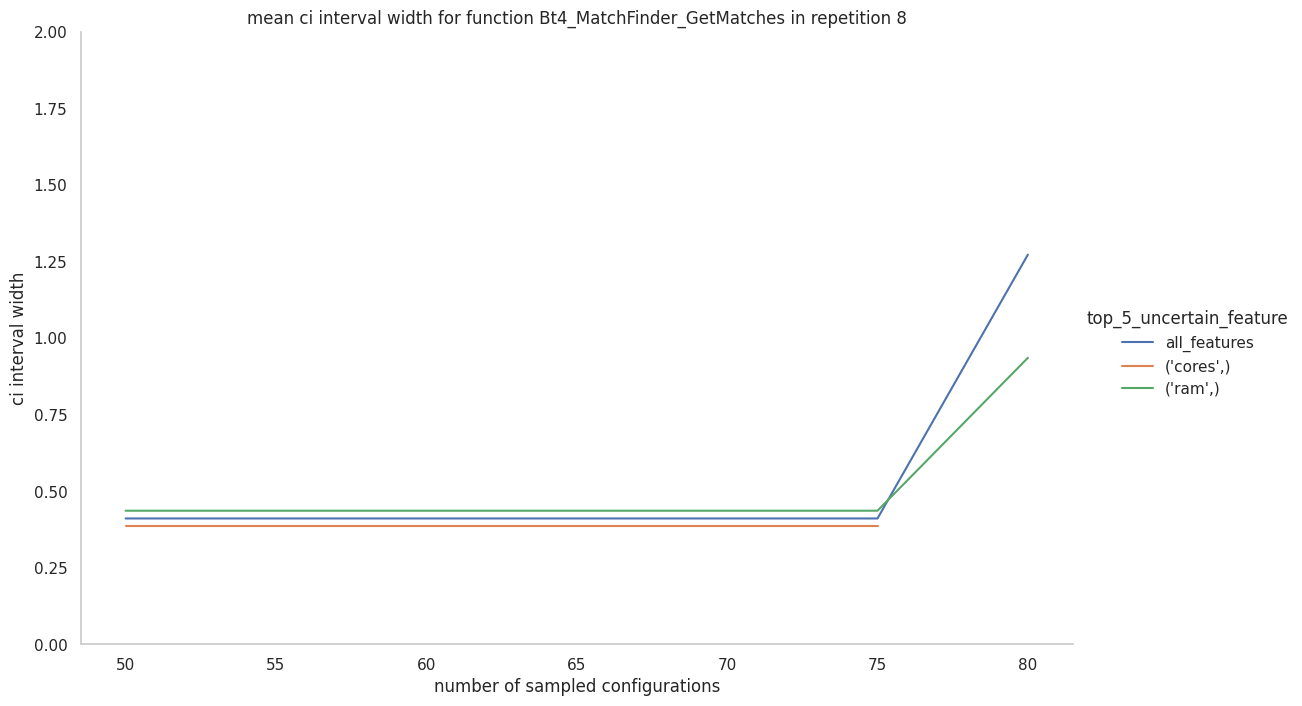 mean ci interval width for function Bt4_MatchFinder_GetMatches in repetition 8
2.00
1.75
1.50
1.25
1.00
0.75
0.50
0.25
0.00
ci interval width
50 55 60 65 70 75 80
number of sampled configurations
top_5_uncertain_feature
all_features
('cores',)
('ram',)